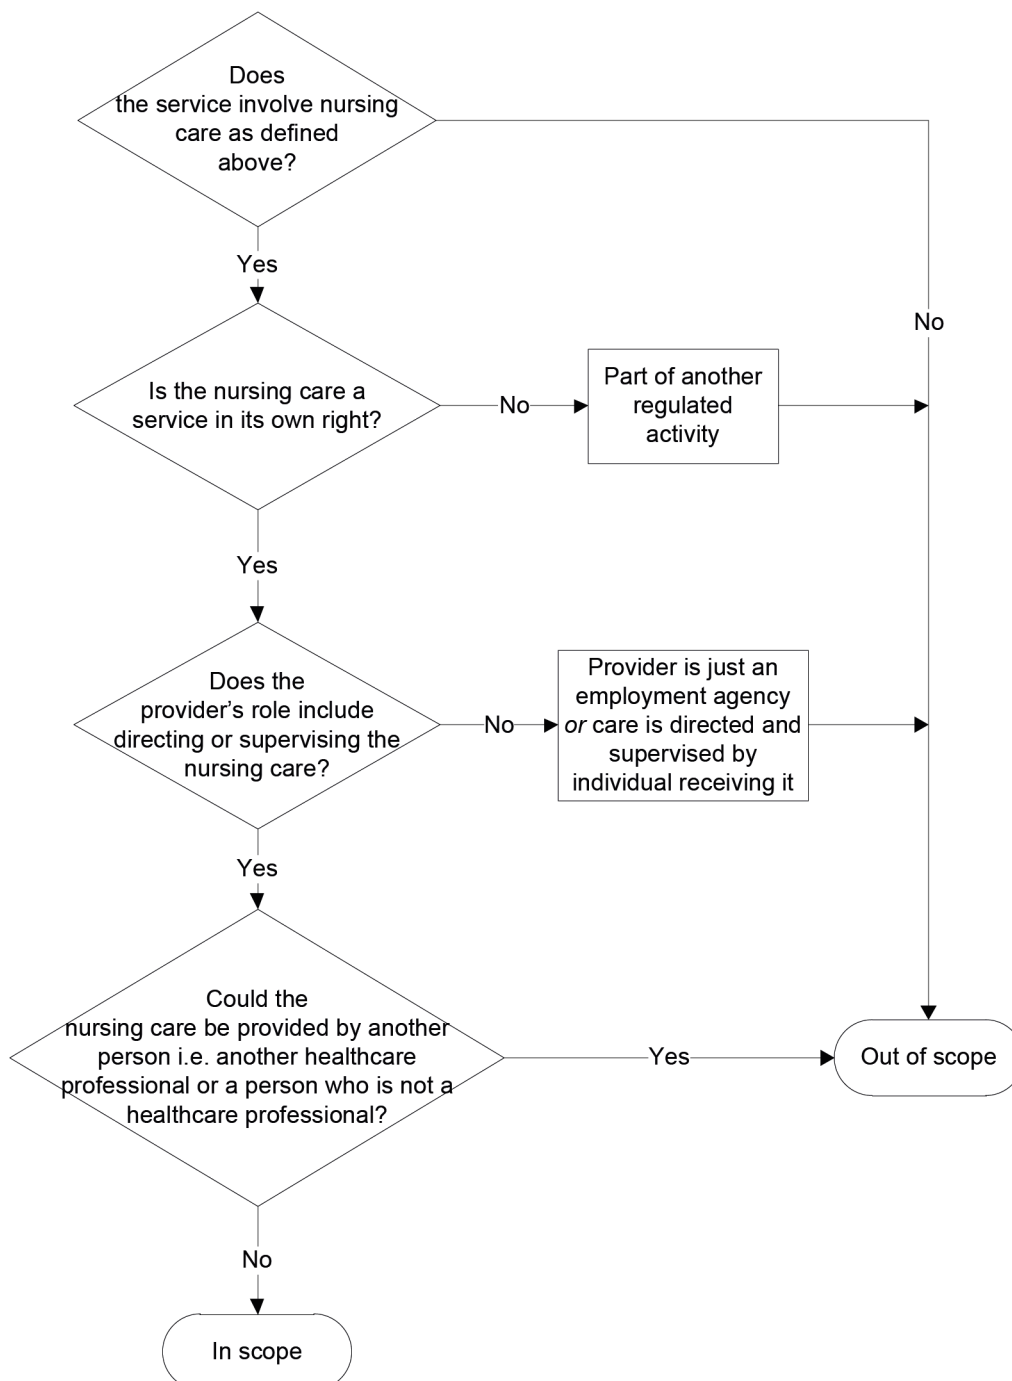 Does
the service involve nursing
care as defined
above?
Yes
No
Is the nursing care a
service in its own right?
No
Part of another
regulated
activity
Yes
Does the
provider’s role include
directing or supervising the
nursing care?
No
Provider is just an
employment agency
or care is directed and
supervised by
individual receiving it
Yes
Could the
nursing care be provided by another
person i.e. another healthcare
professional or a person who is not a
healthcare professional?
Yes
Out of scope
No
In scope